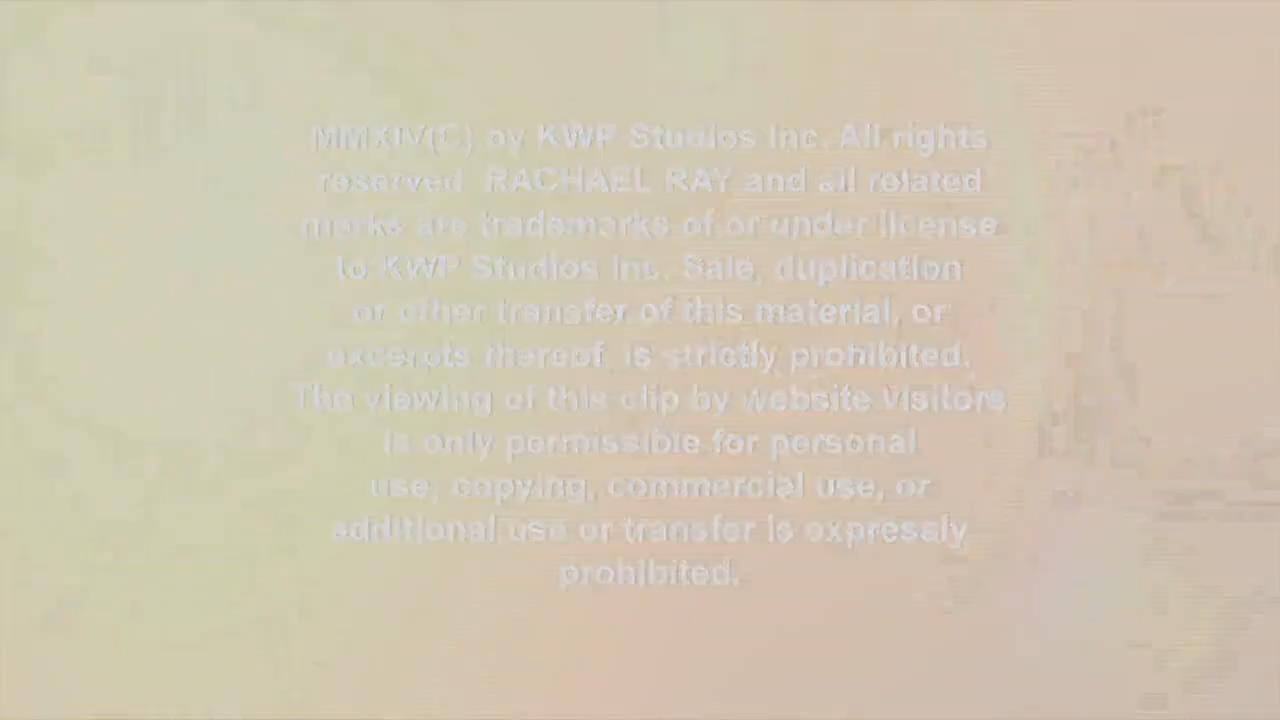 MMXIV(C) by KWP Studios Inc. All rights
reserved. RACHAEL RAY and all related
marks are trademarks of or under license
to KWP Studios Inc. Sale, duplication
or other transfer of this material, or
excerpts thereof, is strictly prohibited.
The viewing of this clip by website visitors
is only permissible for personal
use; copying, commercial use, or
additional use or transfer is expressly
prohibited.